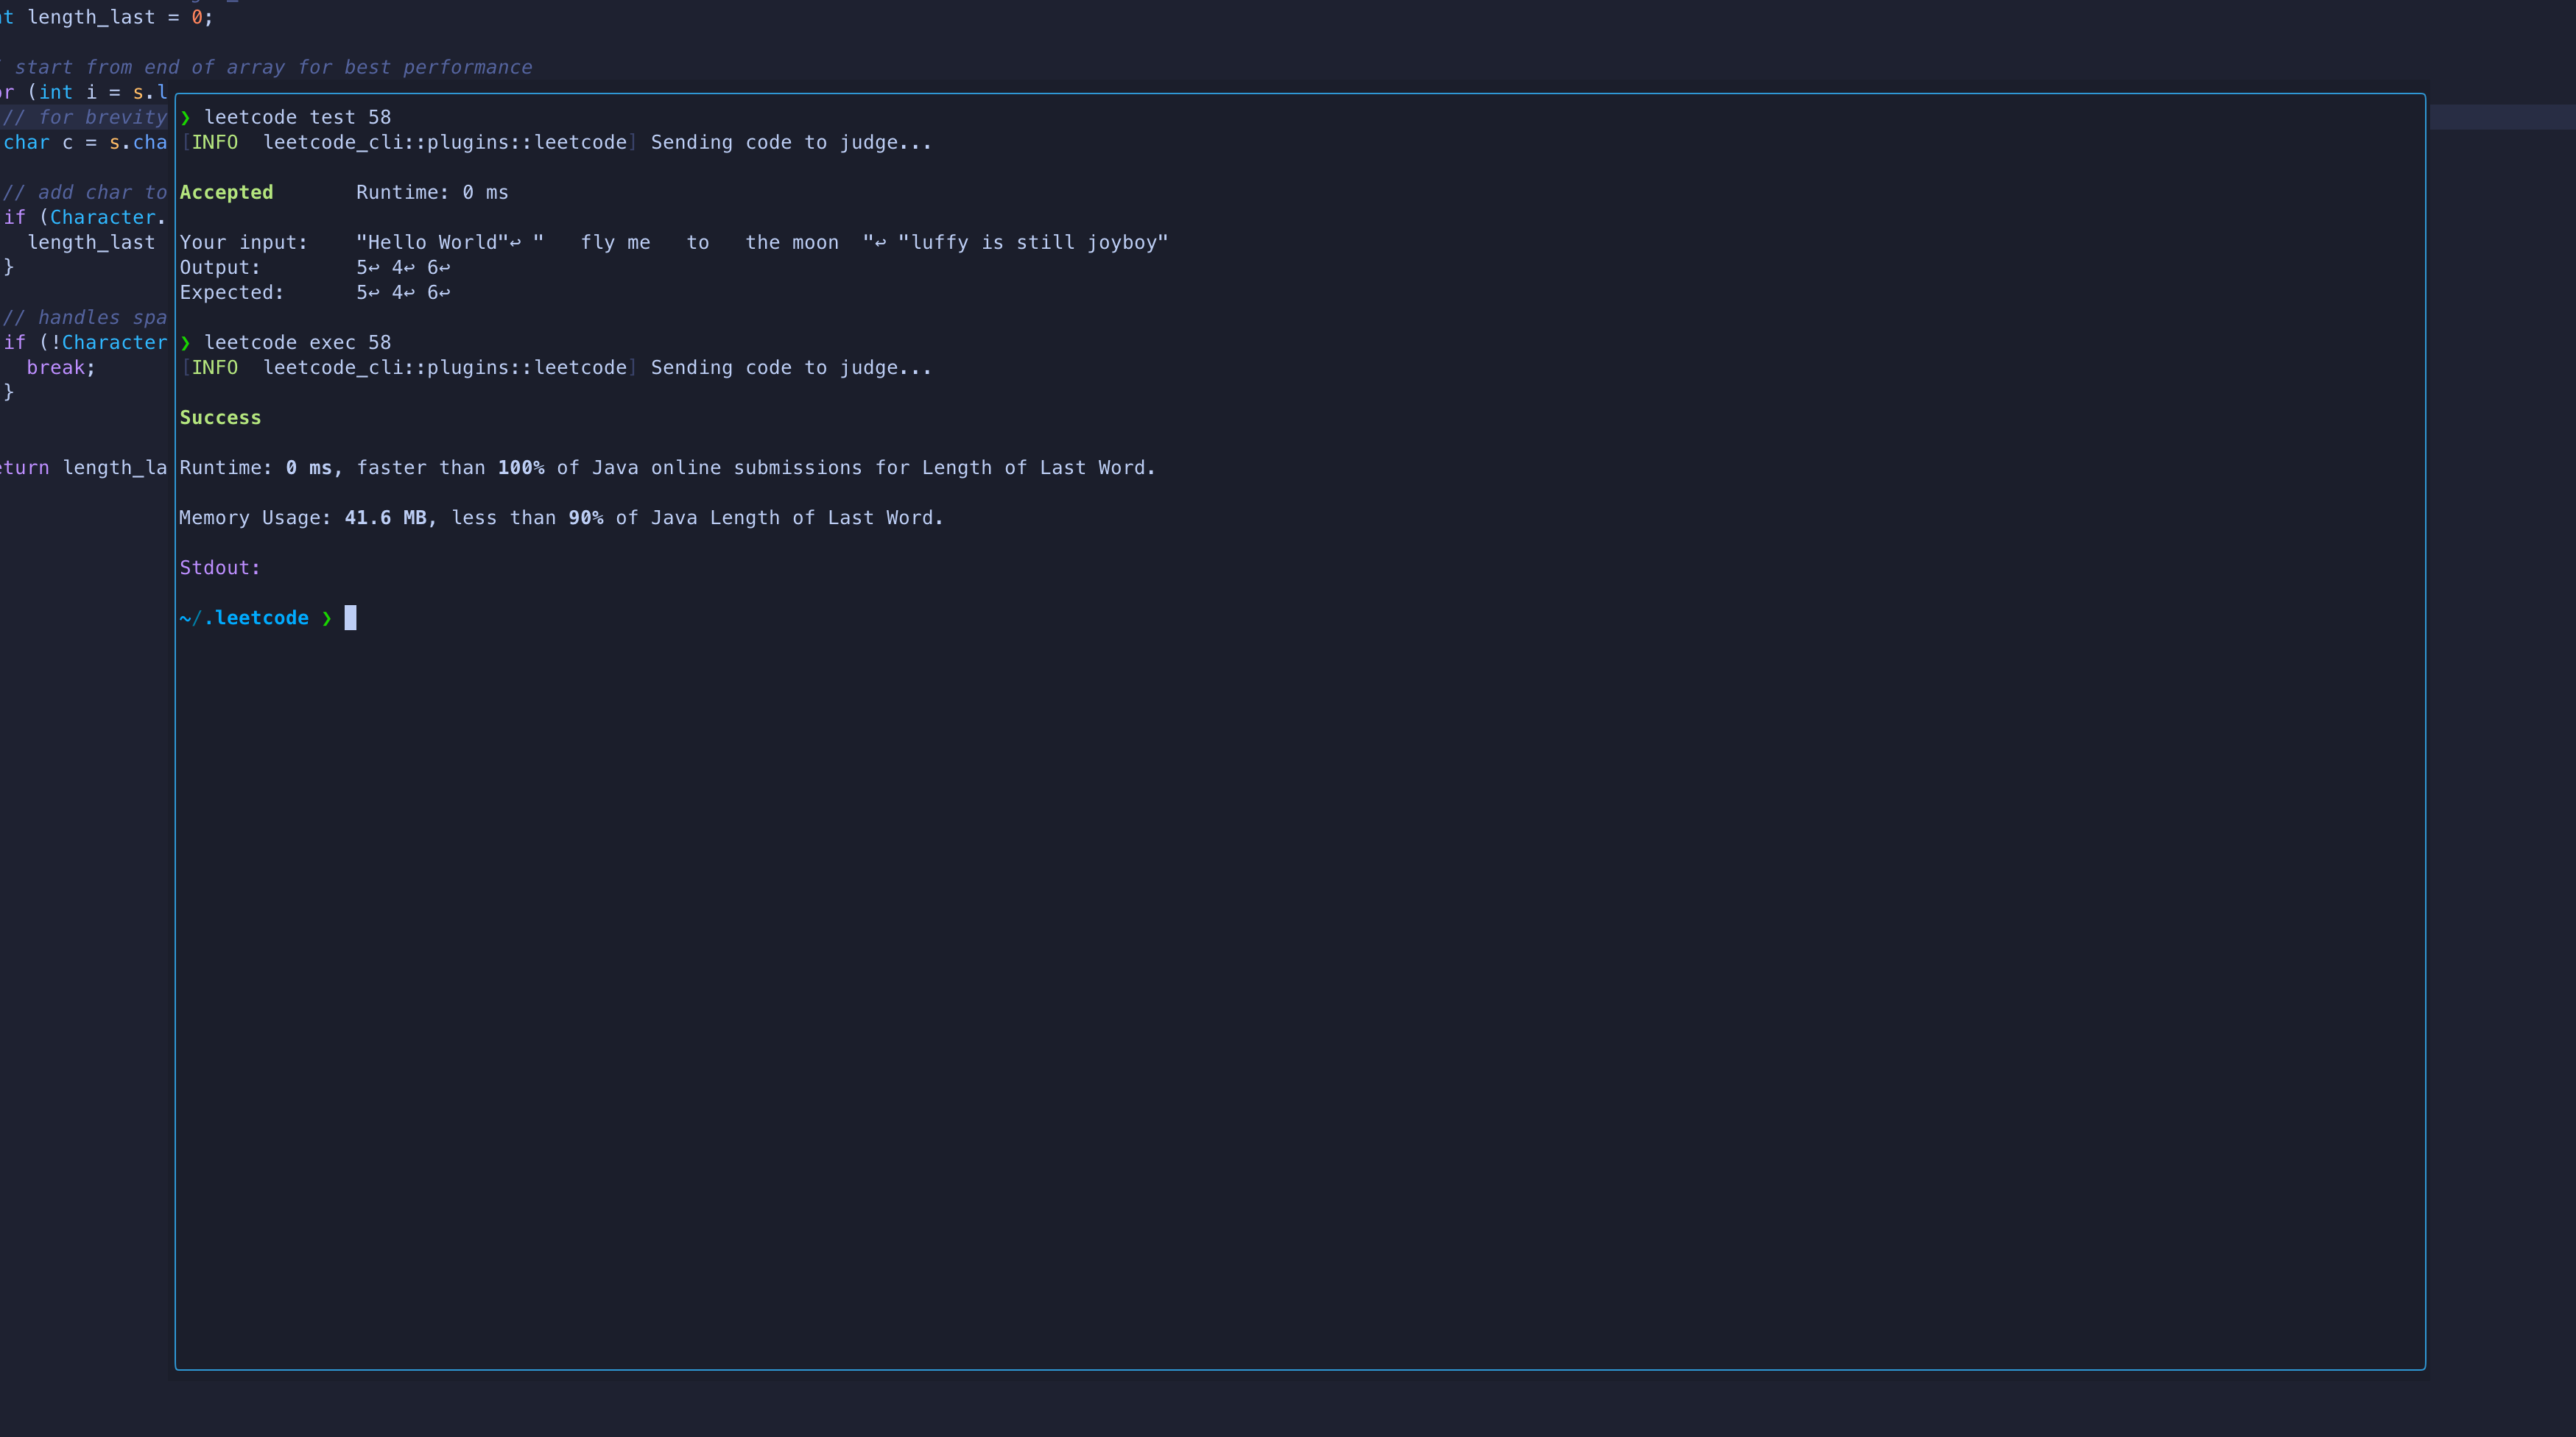 t length_last = 0;
start from end of array for best performance
or (int i = s.l
// for brevity
char c = s.cha
// add char to
if (Character.
length_last
}
// handles spa
if (!Character
break;
}
eturn length_la
❯ leetcode test 58
[INFO  leetcode_cli::plugins::leetcode] Sending code to judge...
Accepted       Runtime: 0 ms
Your input:    "Hello World"↩ "   fly me   to   the moon  "↩ "luffy is still joyboy"
Output:        5↩ 4↩ 6↩
Expected:      5↩ 4↩ 6↩
❯ leetcode exec 58
[INFO  leetcode_cli::plugins::leetcode] Sending code to judge...
Success
Runtime: 0 ms, faster than 100% of Java online submissions for Length of Last Word.
Memory Usage: 41.6 MB, less than 90% of Java Length of Last Word.
Stdout:
~/.leetcode ❯